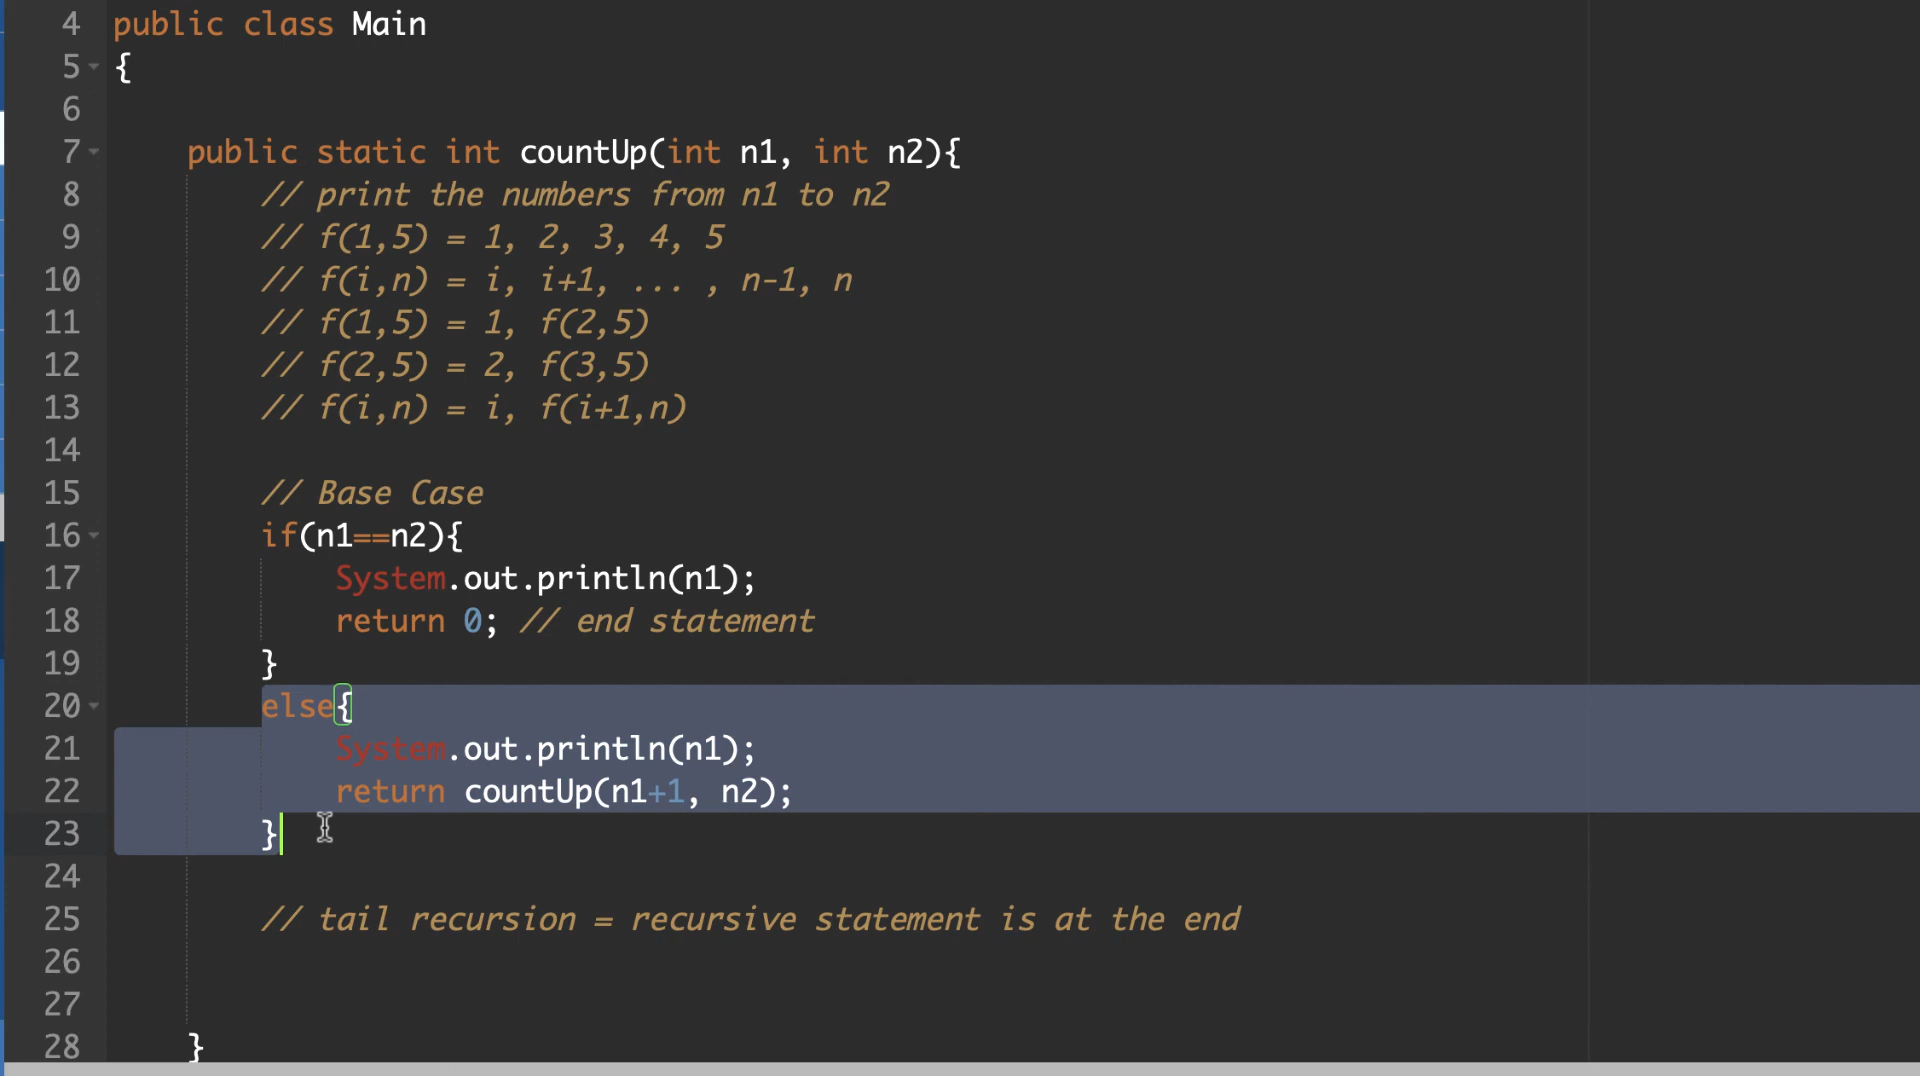 4 public class Main
5 {
6
7 public static int countUp(int n1, int n2){
8 // print the numbers from n1 to n2
9 // f(1,5) = 1, 2, 3, 4, 5
10 // f(i,n) = i, i+1, ... , n-1, n
11 // f(1,5) = 1, f(2,5)
12 // f(2,5) = 2, f(3,5)
13 // f(i,n) = i, f(i+1,n)
14
15 // Base Case
16 if(n1==n2){
17 System.out.println(n1);
18 return 0; // end statement
19 }
20 else{
21 System.out.println(n1);
22 return countUp(n1+1, n2);
23 }
24
25 // tail recursion = recursive statement is at the end
26
27
28 }